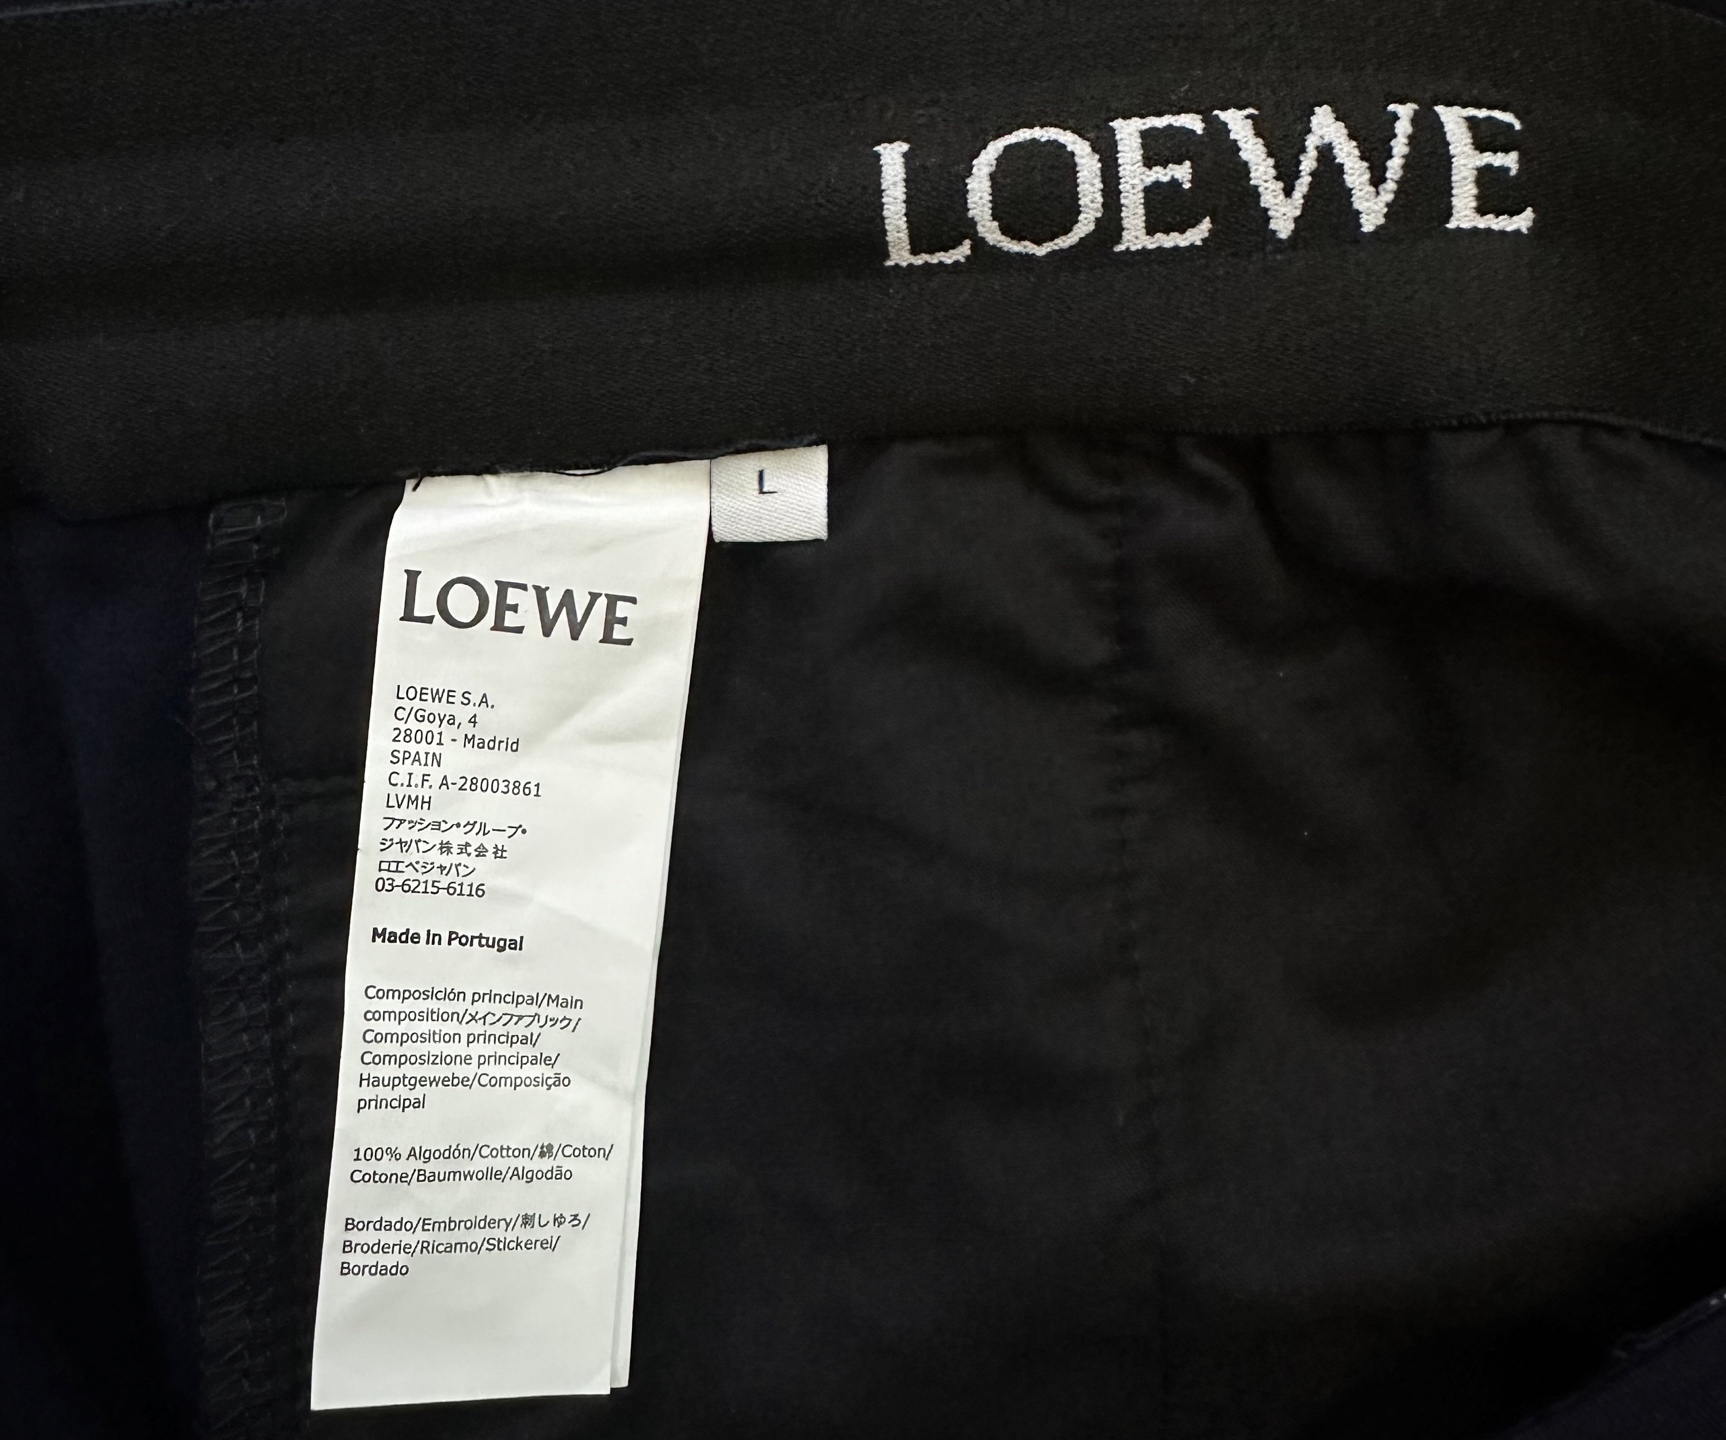 LOEWE
L
LOEWE
LOEWE S.A.
C/Goya, 4
28001 - Madrid
SPAIN
C.I.F. A-28003861
LVMH
ファッション•グループ•
ジャパン株式会社
ロエベジャパン
03-6215-6116
Made in Portugal
Composición principal/Main
composition/メインファブリック/
Composition principal/
Composizione principale/
Hauptgewebe/Composição
principal
100% Algodón/Cotton/綿/Coton/
Cotone/Baumwolle/Algodão
Bordado/Embroidery/刺しゆろ/
Broderie/Ricamo/Stickerei/
Bordado